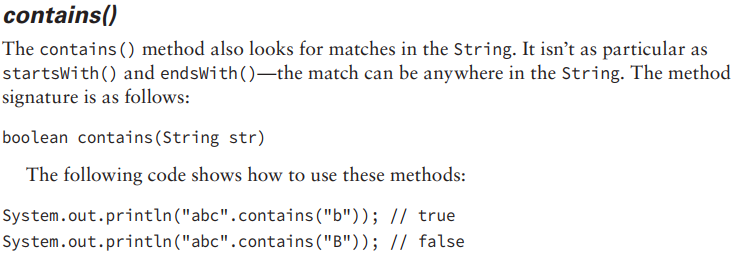 contains()
The contains() method also looks for matches in the String. It isn’t as particular as
startsWith() and endsWith()—the match can be anywhere in the String. The method
signature is as follows:
boolean contains(String str)
The following code shows how to use these methods:
System.out.println("abc".contains("b")); // true
System.out.println("abc".contains("B")); // false